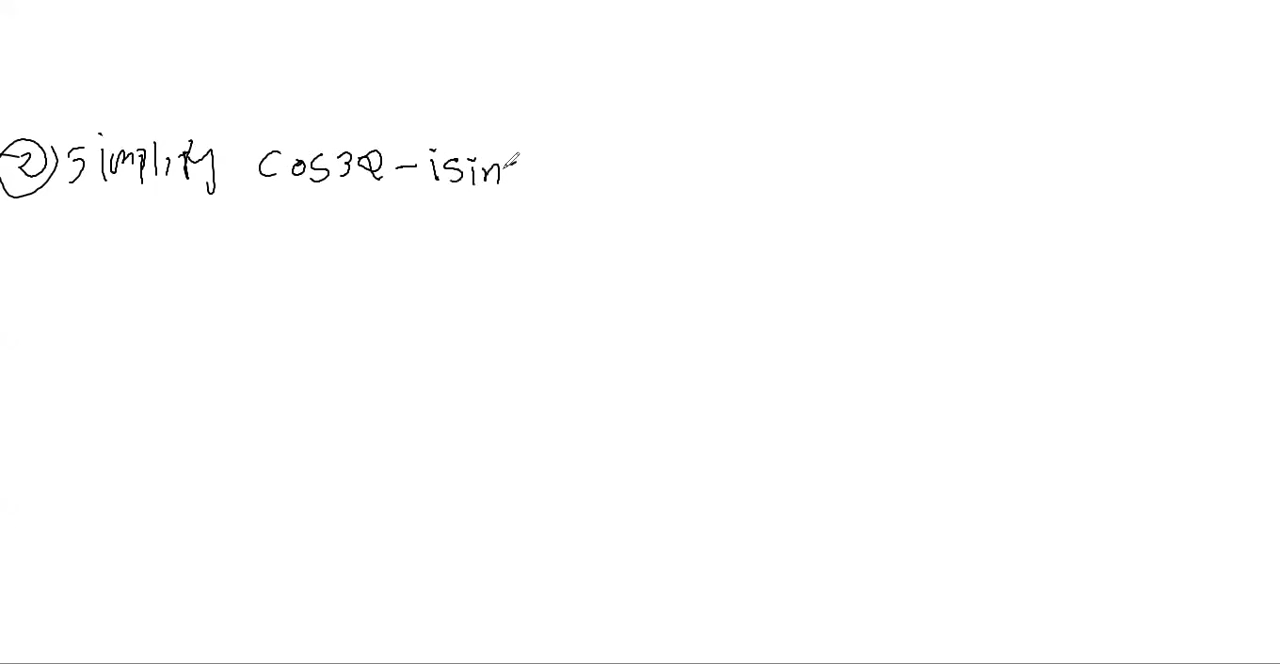 ② Simplify cos3θ - isin